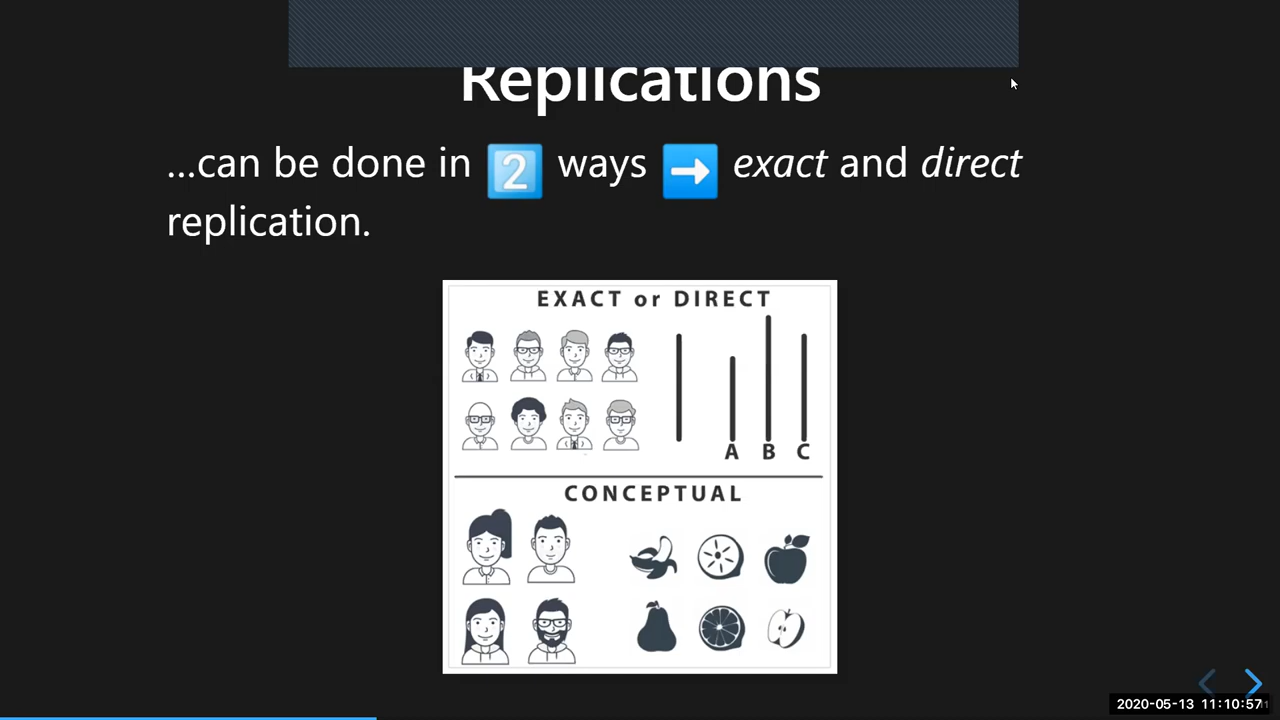 Replications
...can be done in 2 ways ➡ exact and direct
replication.
EXACT or DIRECT
A B C
CONCEPTUAL
2020-05-13 11:10:57